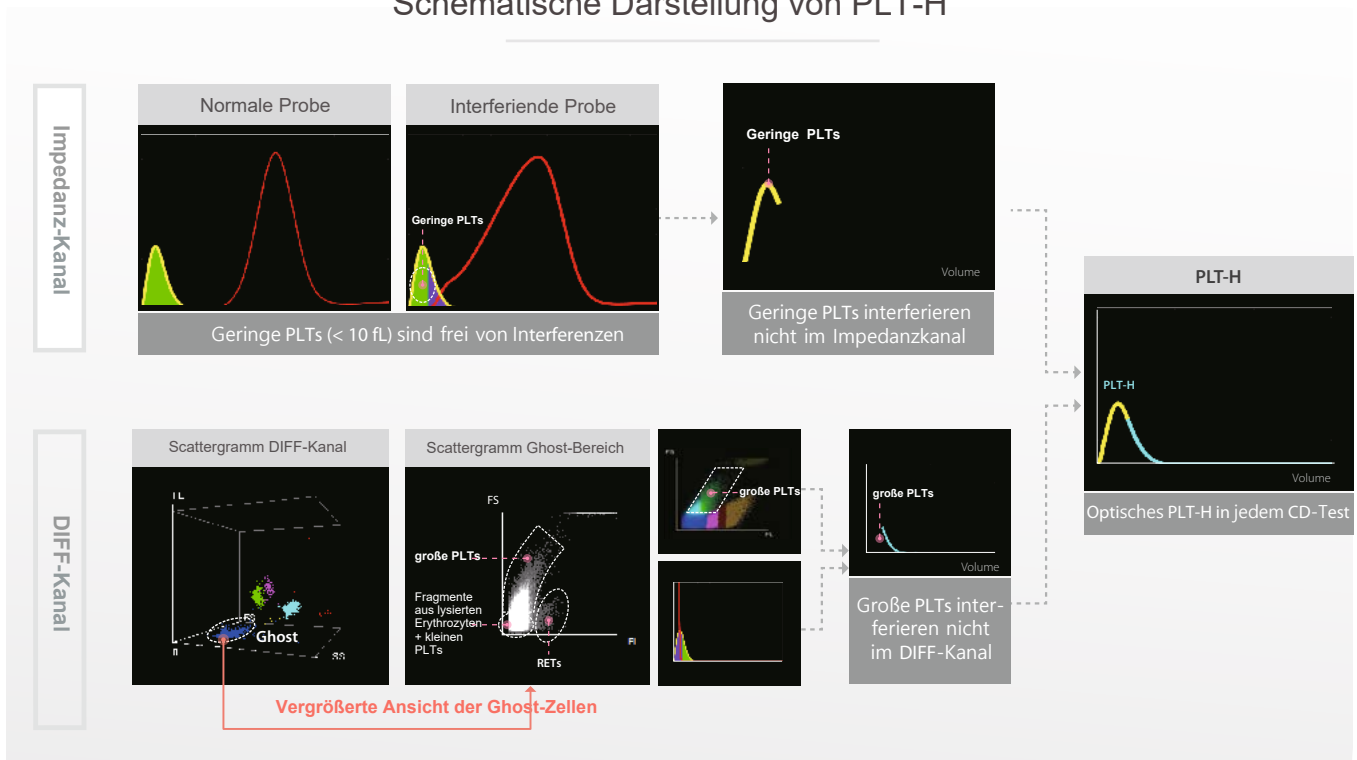 Schematische Darstellung von PLT-H
Impedanz-Kanal
Normale Probe
Interferiende Probe
Geringe PLTs
Geringe PLTs (< 10 fL) sind frei von Interferenzen
Geringe PLTs
Volume
Geringe PLTs interferieren
nicht im Impedanzkanal
PLT-H
PLT-H
Volume
Optisches PLT-H in jedem CD-Test
DIFF-Kanal
Scattergramm DIFF-Kanal
FS
Ghost
SS
Scattergramm Ghost-Bereich
FS
große PLTs
Fragmente
aus lysierten
Erythrozyten
+ kleinen
PLTs
RETs
FI
FS
große PLTs
FL
große PLTs
Volume
Große PLTs inter-
ferieren nicht
im DIFF-Kanal
Vergrößerte Ansicht der Ghost-Zellen